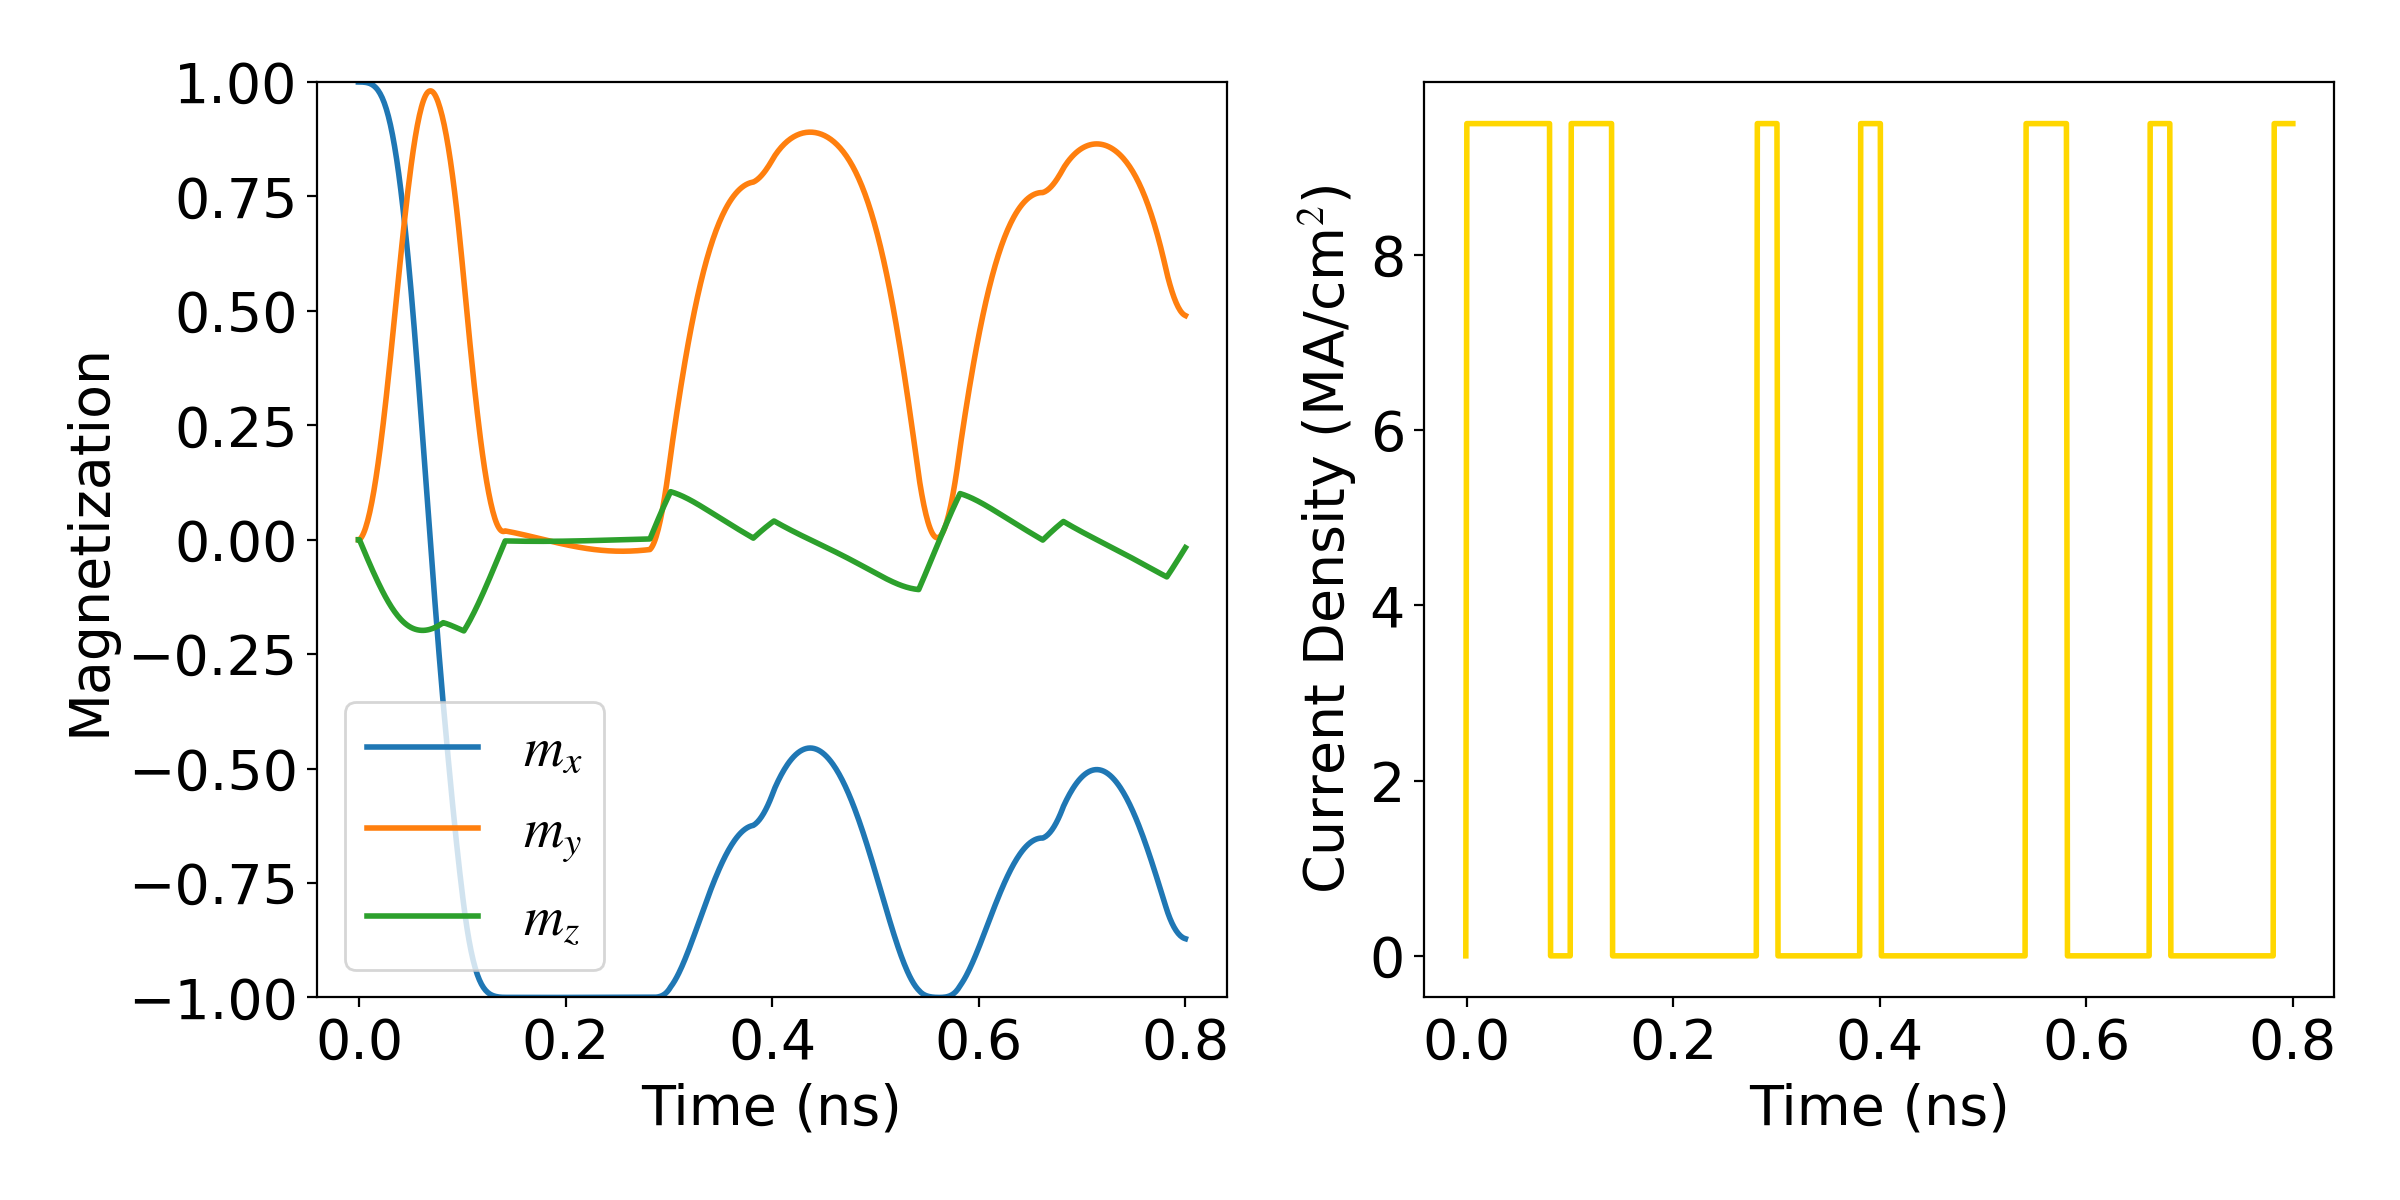 Magnetization
1.00
0.75
0.50
0.25
0.00
−0.25
−0.50
−0.75
−1.00
m_x
m_y
m_z
0.0 0.2 0.4 0.6 0.8
Time (ns)
Current Density (MA/cm²)
8
6
4
2
0
0.0 0.2 0.4 0.6 0.8
Time (ns)